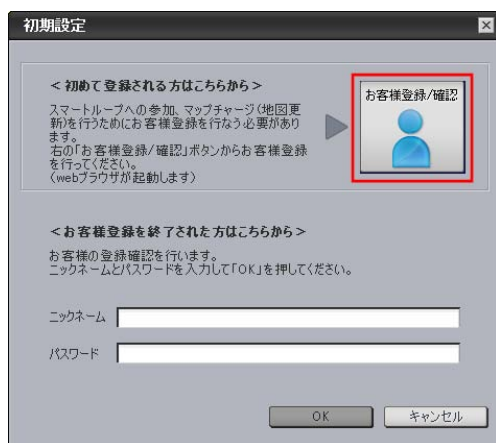 初期設定
<初めて登録される方はこちらから>
スマートループへの参加、マップチャージ(地図更
新)を行うためにお客様登録を行なう必要があり
ます。
右の「お客様登録/確認」ボタンからお客様登録
を行ってください。
(webブラウザが起動します)
お客様登録/確認
<お客様登録を終了された方はこちらから>
お客様の登録確認を行います。
ニックネームとパスワードを入力して「OK」を押してください。
ニックネーム
パスワード
OK
キャンセル